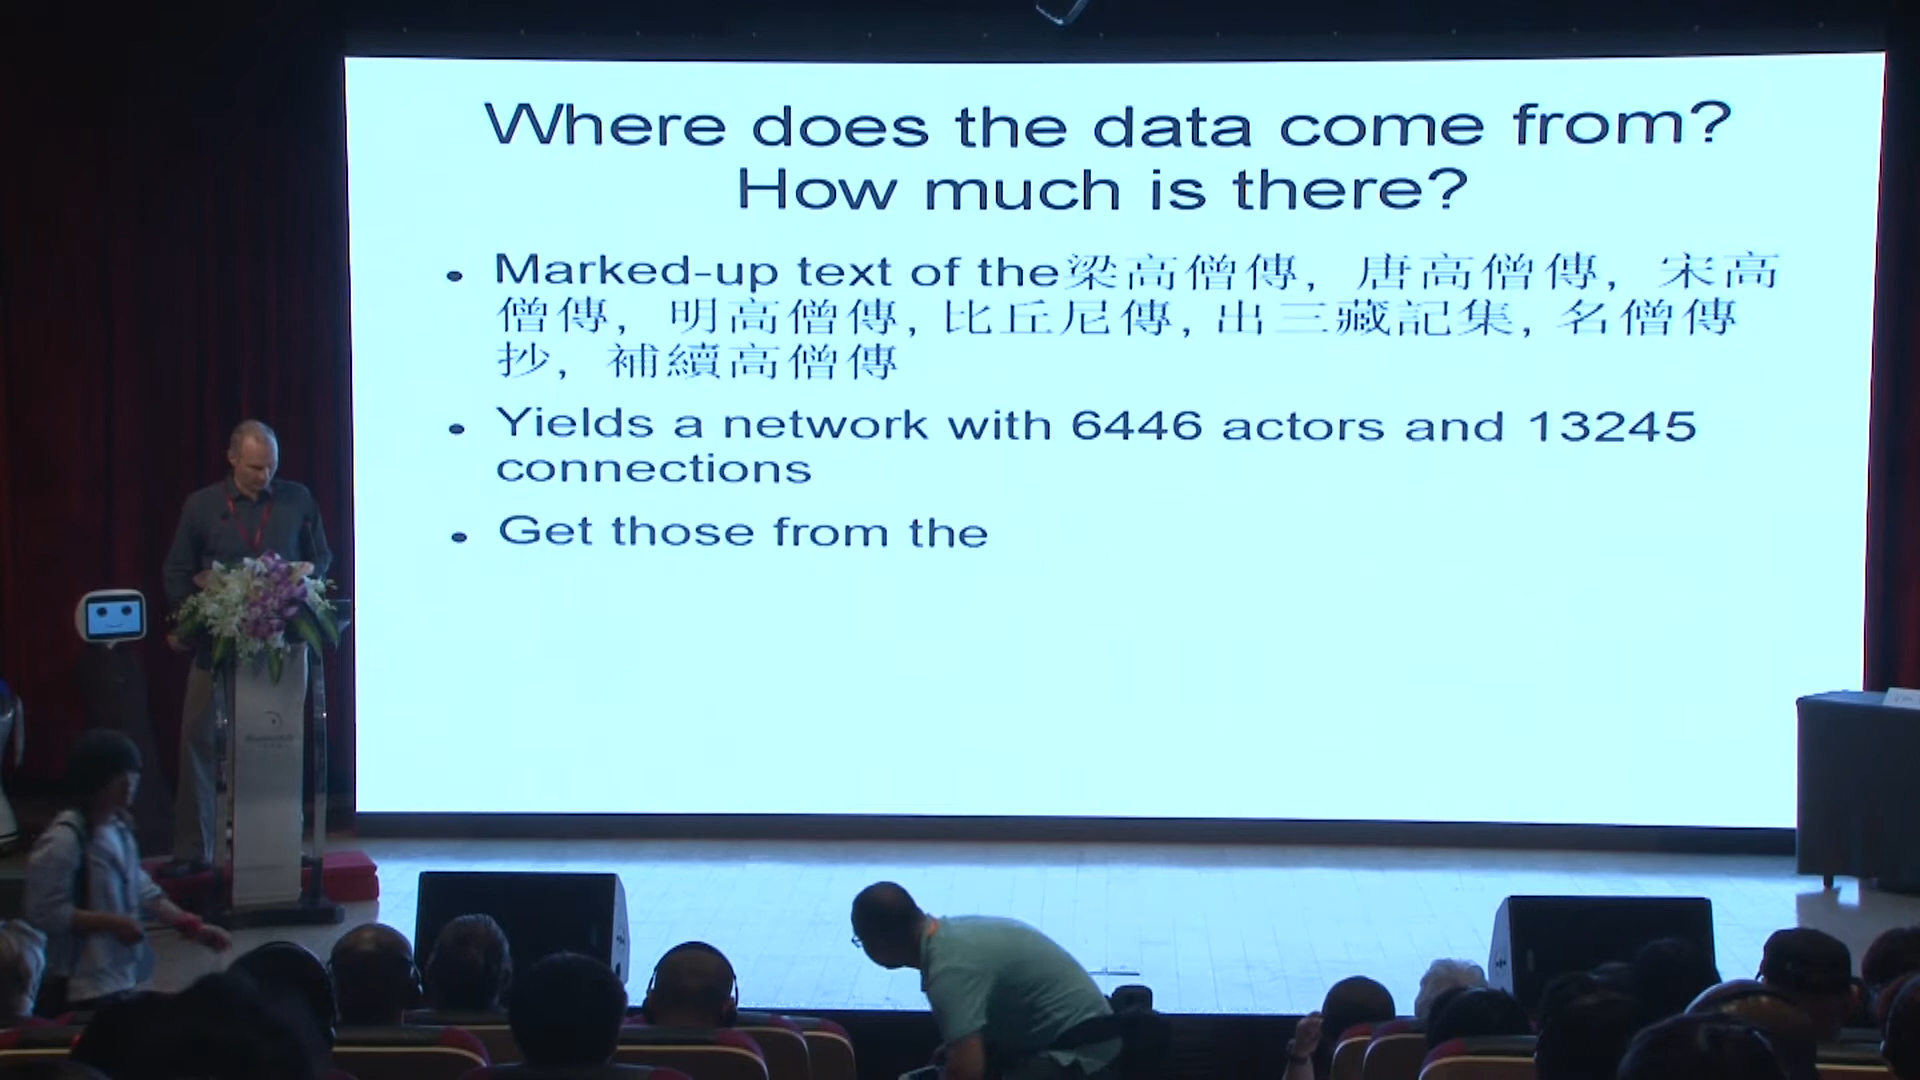 Where does the data come from?
How much is there?
• Marked-up text of the梁高僧傳, 唐高僧傳, 宋高
僧傳, 明高僧傳, 比丘尼傳, 出三藏記集, 名僧傳
抄, 補續高僧傳
• Yields a network with 6446 actors and 13245
connections
• Get those from the